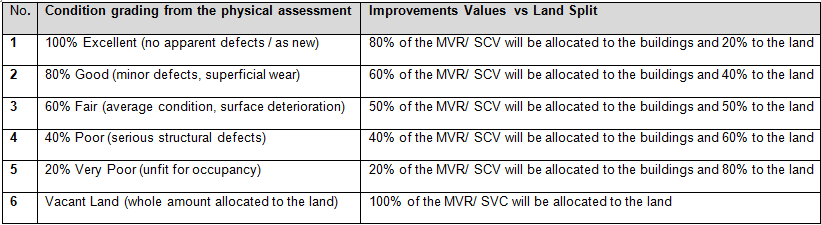 No. Condition grading from the physical assessment Improvements Values vs Land Split
1 100% Excellent (no apparent defects / as new) 80% of the MVR/ SCV will be allocated to the buildings and 20% to the land
2 80% Good (minor defects, superficial wear) 60% of the MVR/ SCV will be allocated to the buildings and 40% to the land
3 60% Fair (average condition, surface deterioration) 50% of the MVR/ SCV will be allocated to the buildings and 50% to the land
4 40% Poor (serious structural defects) 40% of the MVR/ SCV will be allocated to the buildings and 60% to the land
5 20% Very Poor (unfit for occupancy) 20% of the MVR/ SCV will be allocated to the buildings and 80% to the land
6 Vacant Land (whole amount allocated to the land) 100% of the MVR/ SVC will be allocated to the land